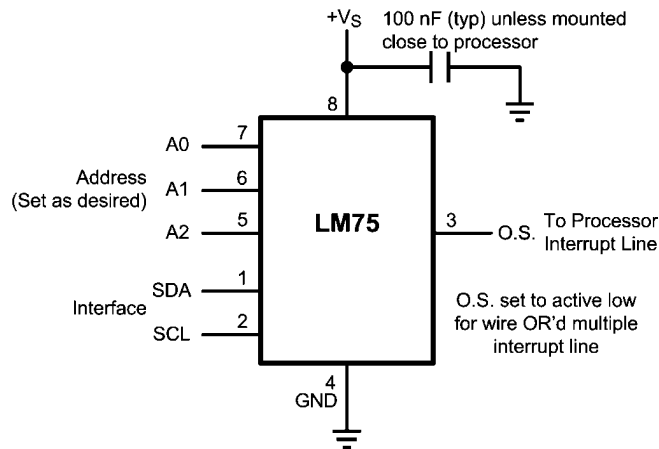 +VS
100 nF (typ) unless mounted
close to processor
8
A0
7
Address
(Set as desired)
A1
6
A2
5
LM75
3
O.S.
To Processor
Interrupt Line
SDA
1
Interface
SCL
2
O.S. set to active low
for wire OR'd multiple
interrupt line
4
GND